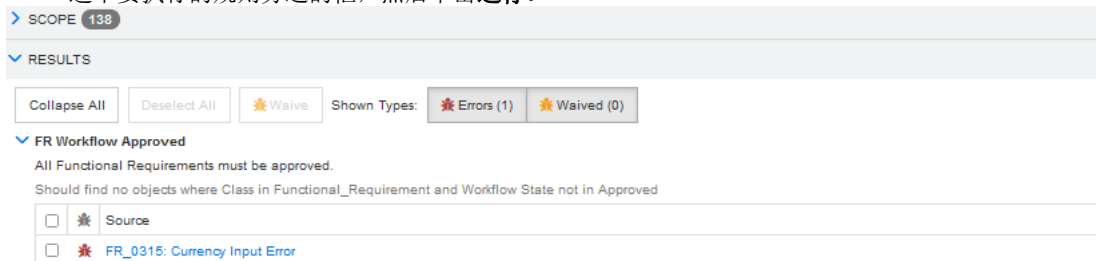 SCOPE 138
RESULTS
Collapse All Deselect All Waive Shown Types: Errors (1) Waived (0)
FR Workflow Approved
All Functional Requirements must be approved.
Should find no objects where Class in Functional_Requirement and Workflow State not in Approved
Source
FR_0315: Currency Input Error